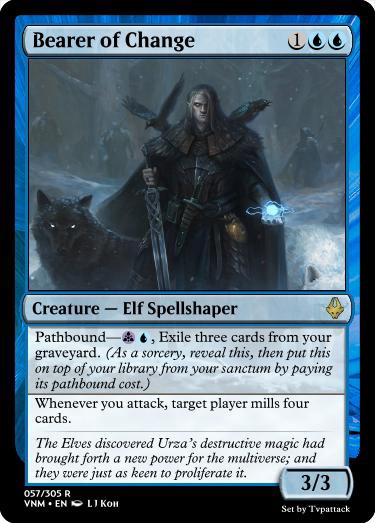 Bearer of Change 1
Creature — Elf Spellshaper
Pathbound— , Exile three cards from your
graveyard. (As a sorcery, reveal this, then put this
on top of your library from your sanctum by paying
its pathbound cost.)
Whenever you attack, target player mills four
cards.
The Elves discovered Urza's destructive magic had
brought forth a new power for the multiverse; and
they were just as keen to proliferate it.
3/3
057/305 R
VNM • EN LJ Koh
Set by Tvpattack